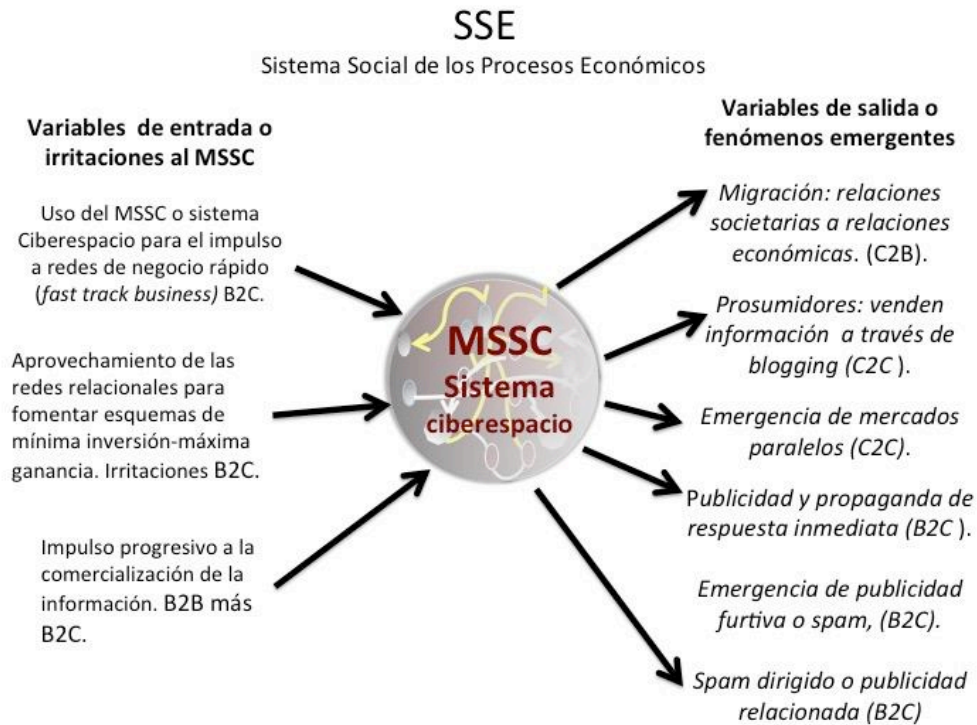 SSE
Sistema Social de los Procesos Económicos
Variables de entrada o
irritaciones al MSSC
Uso del MSSC o sistema
Ciberespacio para el impulso
a redes de negocio rápido
(fast track business) B2C.
Aprovechamiento de las
redes relacionales para
fomentar esquemas de
mínima inversión-máxima
ganancia. Irritaciones B2C.
Impulso progresivo a la
comercialización de la
información. B2B más
B2C.
MSSC
Sistema
ciberespacio
Variables de salida o
fenómenos emergentes
Migración: relaciones
societarias a relaciones
económicas. (C2B).
Prosumidores: venden
información a través de
blogging (C2C ).
Emergencia de mercados
paralelos (C2C).
Publicidad y propaganda de
respuesta inmediata (B2C ).
Emergencia de publicidad
furtiva o spam, (B2C).
Spam dirigido o publicidad
relacionada (B2C)